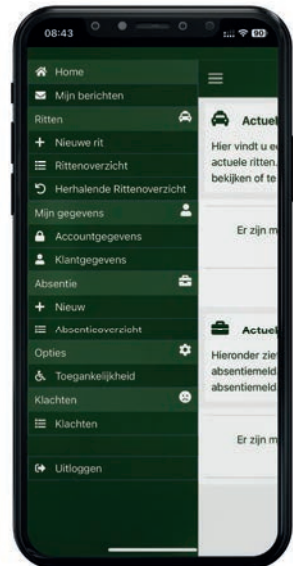 08:43
90
Home
Mijn berichten
Ritten
Nieuwe rit
Rittenoverzicht
Herhalende Rittenoverzicht
Mijn gegevens
Accountgegevens
Klantgegevens
Absentie
Nieuw
Absentieoverzicht
Opties
Toegankelijkheid
Klachten
Klachten
Uitloggen
Actuel
Hier vindt u e
actuele ritten.
bekijken of te
Er zijn m
Actuel
Hieronder ziet
absentiemeld
absentiemeld
Er zijn m